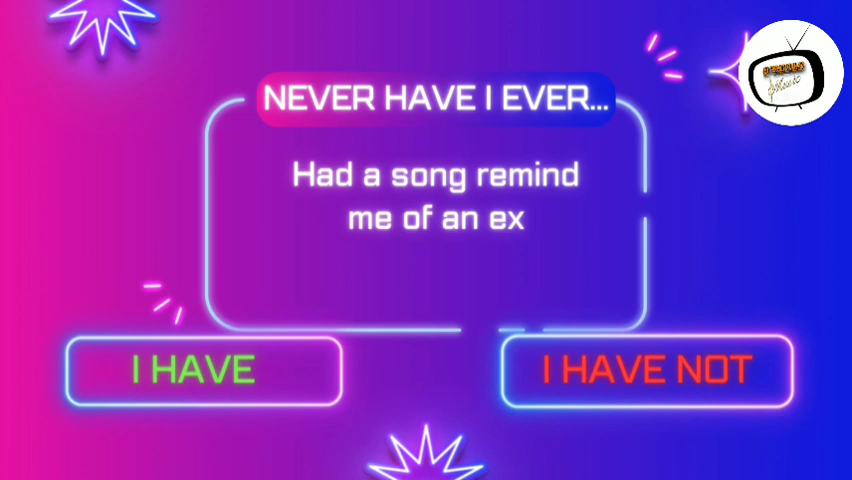 NEVER HAVE I EVER...
Had a song remind
me of an ex
I HAVE
I HAVE NOT